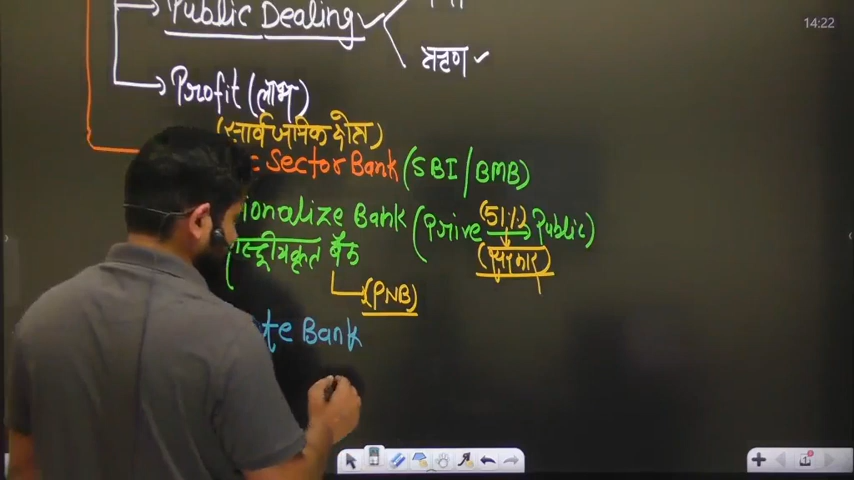 14:22
Public Dealing
ऋण
Profit (लाभ)
(सार्वजनिक क्षेत्र)
Sector Bank (SBI/BMB)
ionalize Bank (Prive → Public)
(51%)
राष्ट्रीयकृत बैंक
(सरकार)
(PNB)
te Bank